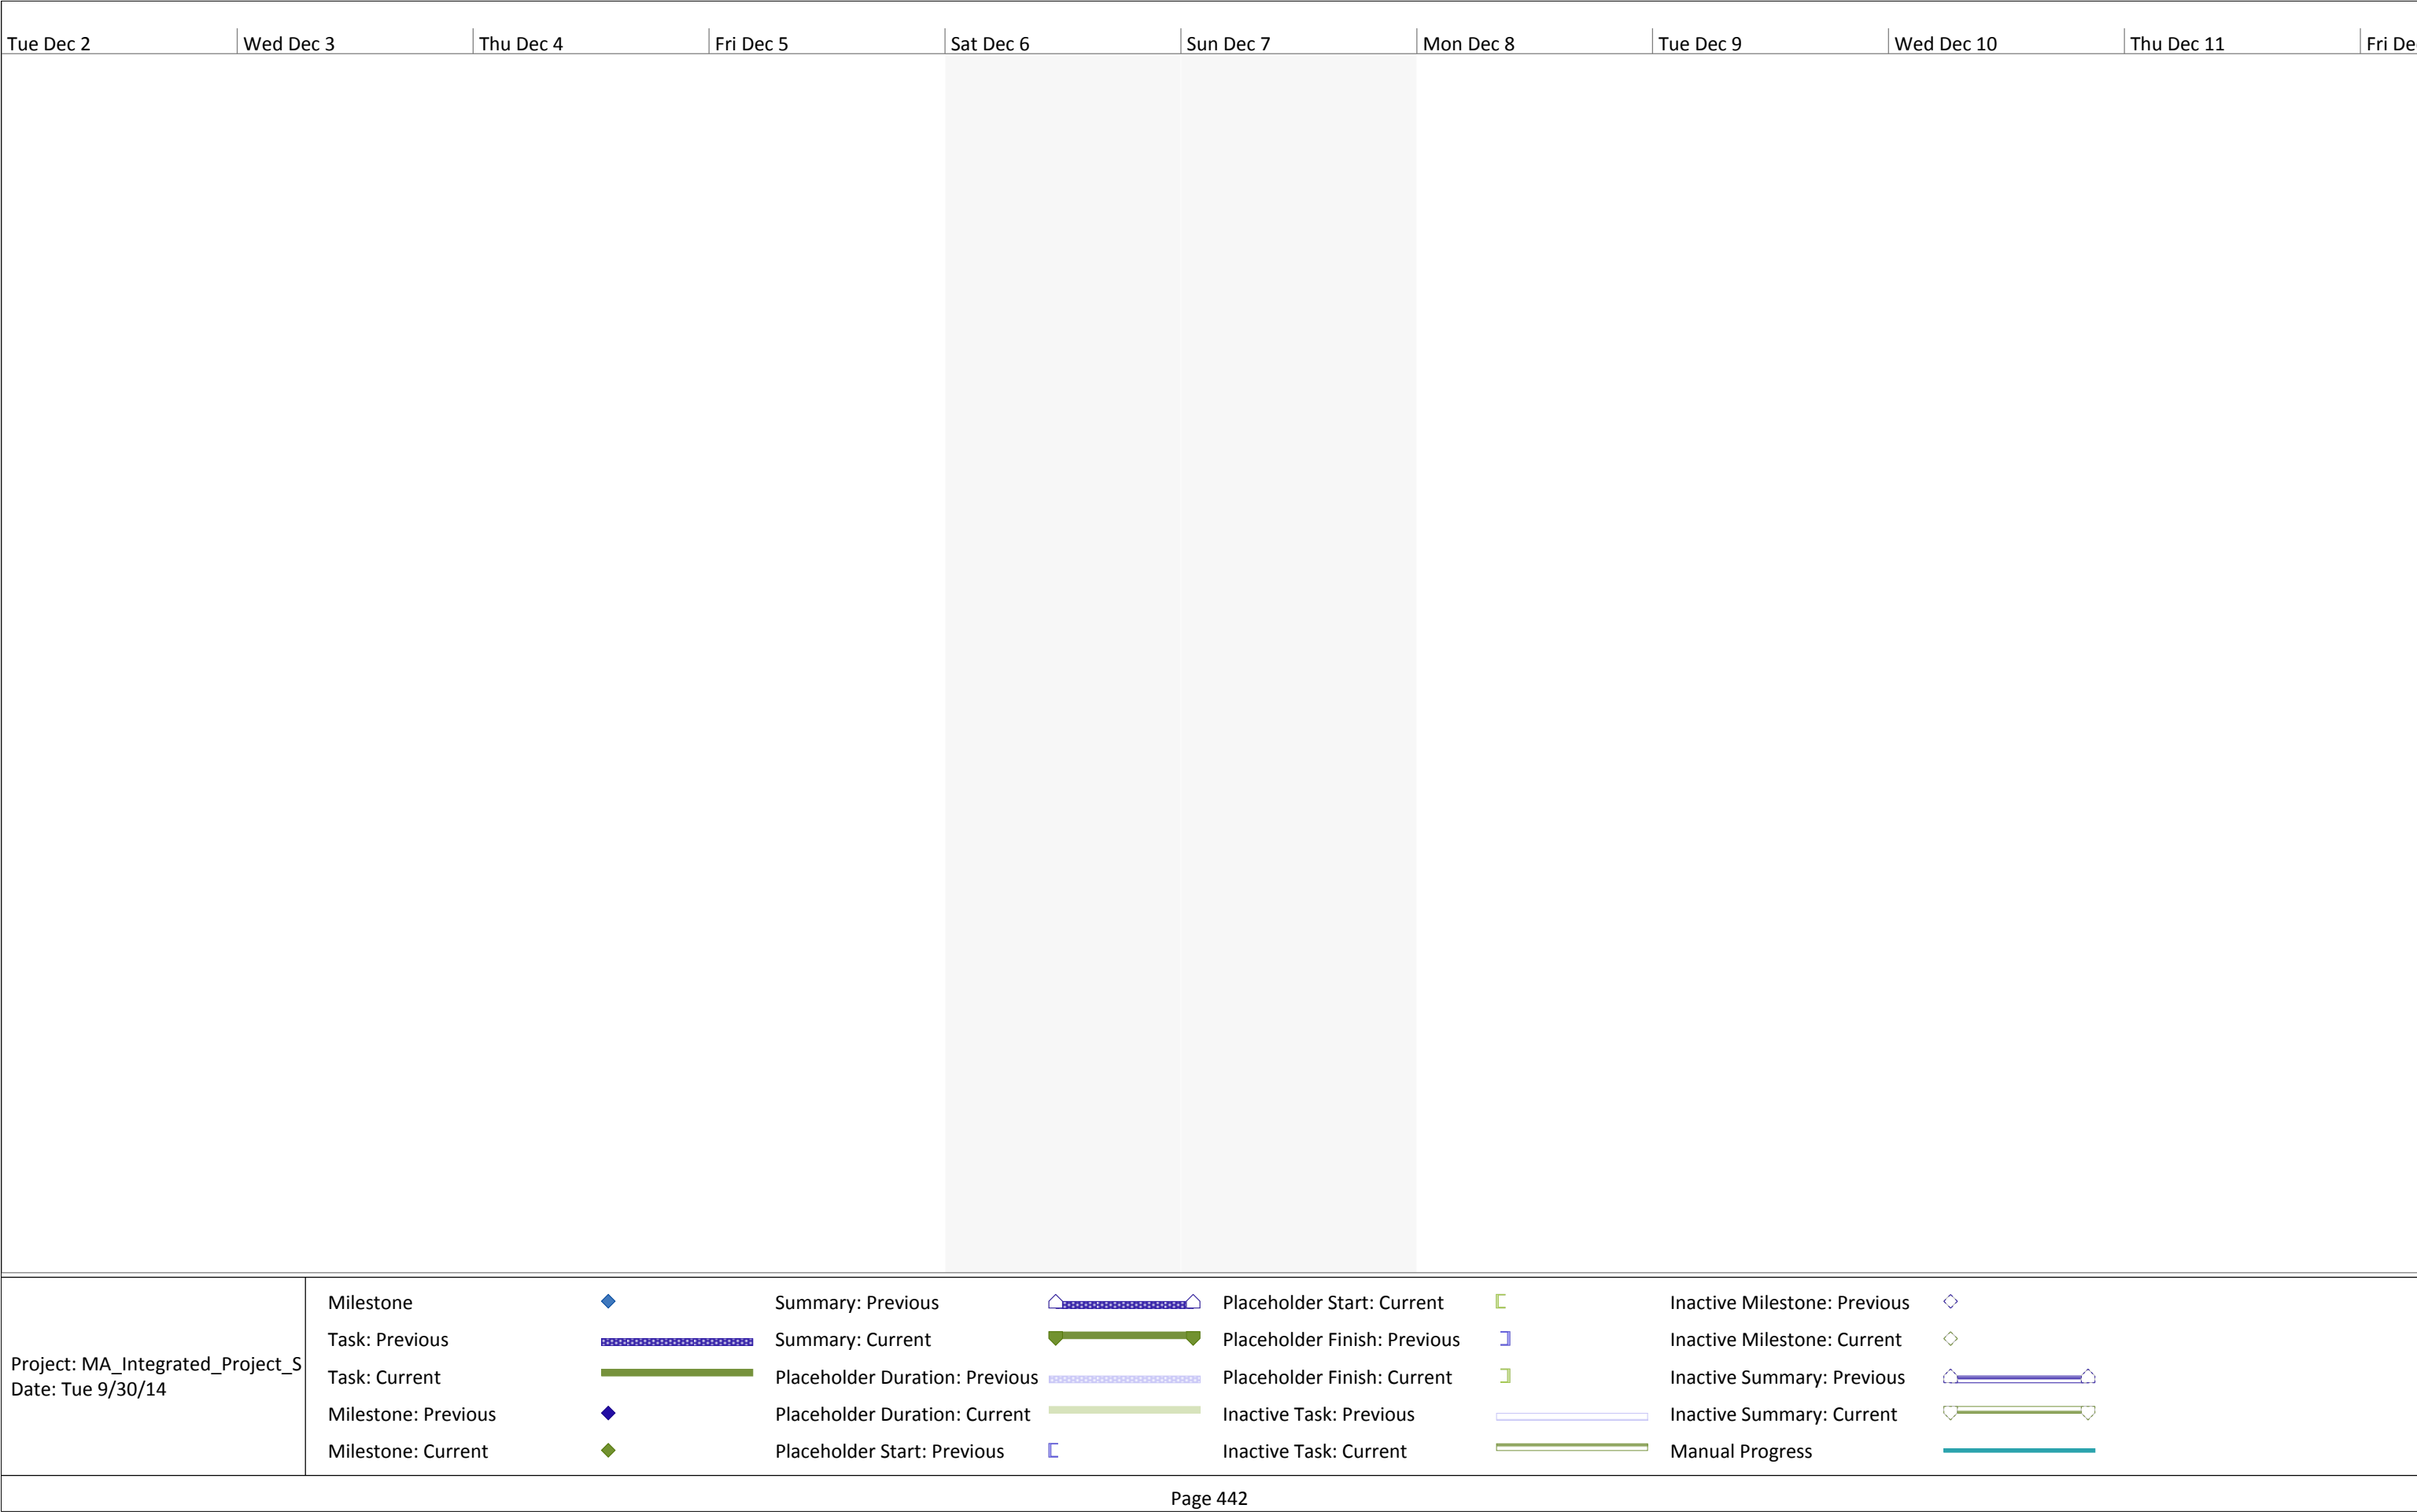 Tue Dec 2 Wed Dec 3 Thu Dec 4 Fri Dec 5 Sat Dec 6 Sun Dec 7 Mon Dec 8 Tue Dec 9 Wed Dec 10 Thu Dec 11 Fri De
Project: MA_Integrated_Project_S
Date: Tue 9/30/14
Milestone
Task: Previous
Task: Current
Milestone: Previous
Milestone: Current
Summary: Previous
Summary: Current
Placeholder Duration: Previous
Placeholder Duration: Current
Placeholder Start: Previous
Placeholder Start: Current
Placeholder Finish: Previous
Placeholder Finish: Current
Inactive Task: Previous
Inactive Task: Current
Inactive Milestone: Previous
Inactive Milestone: Current
Inactive Summary: Previous
Inactive Summary: Current
Manual Progress
Page 442